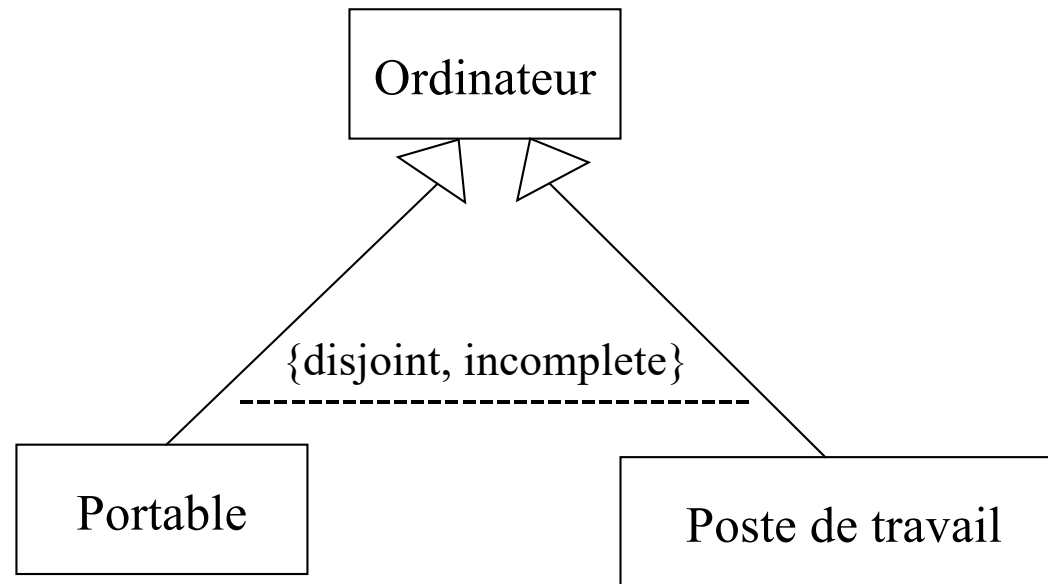 Ordinateur
{disjoint, incomplete}
Portable
Poste de travail